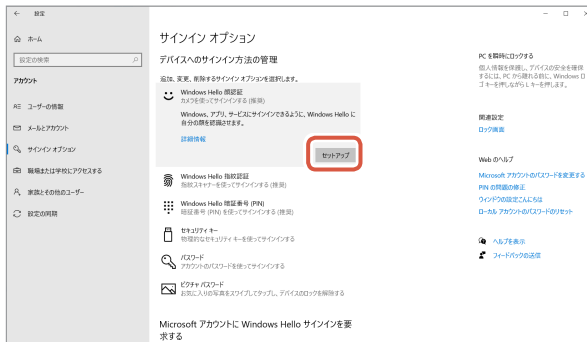 設定
ホーム
設定の検索
アカウント
ユーザーの情報
メールとアカウント
サインイン オプション
職場または学校にアクセスする
家族とその他のユーザー
設定の同期
サインイン オプション
デバイスへのサインイン方法の管理
追加、変更、削除するサインイン オプションを選択します。
Windows Hello 顔認証
カメラを使ってサインインする (推奨)
Windows、アプリ、サービスにサインインできるように、Windows Hello に
自分の顔を認識させます。
詳細情報
セットアップ
Windows Hello 指紋認証
指紋スキャナーを使ってサインインする (推奨)
Windows Hello 暗証番号 (PIN)
暗証番号 (PIN) を使ってサインインする (推奨)
セキュリティ キー
物理的なセキュリティ キーを使ってサインインする
パスワード
アカウントのパスワードを使ってサインインする
ピクチャ パスワード
お気に入りの写真をスワイプしてタップし、デバイスのロックを解除する
Microsoft アカウントに Windows Hello サインインを要
求する
PC を瞬時にロックする
個人情報を保護し、デバイスの安全を確保
するには、PC から離れる前に、Windows ロ
ゴ キーを押しながら L キーを押します。
関連設定
ロック画面
Web のヘルプ
Microsoft アカウントのパスワードを変更する
PIN の問題の修正
ウィンドウの設定こんにちは
ローカル アカウントのパスワードのリセット
ヘルプを表示
フィードバックの送信